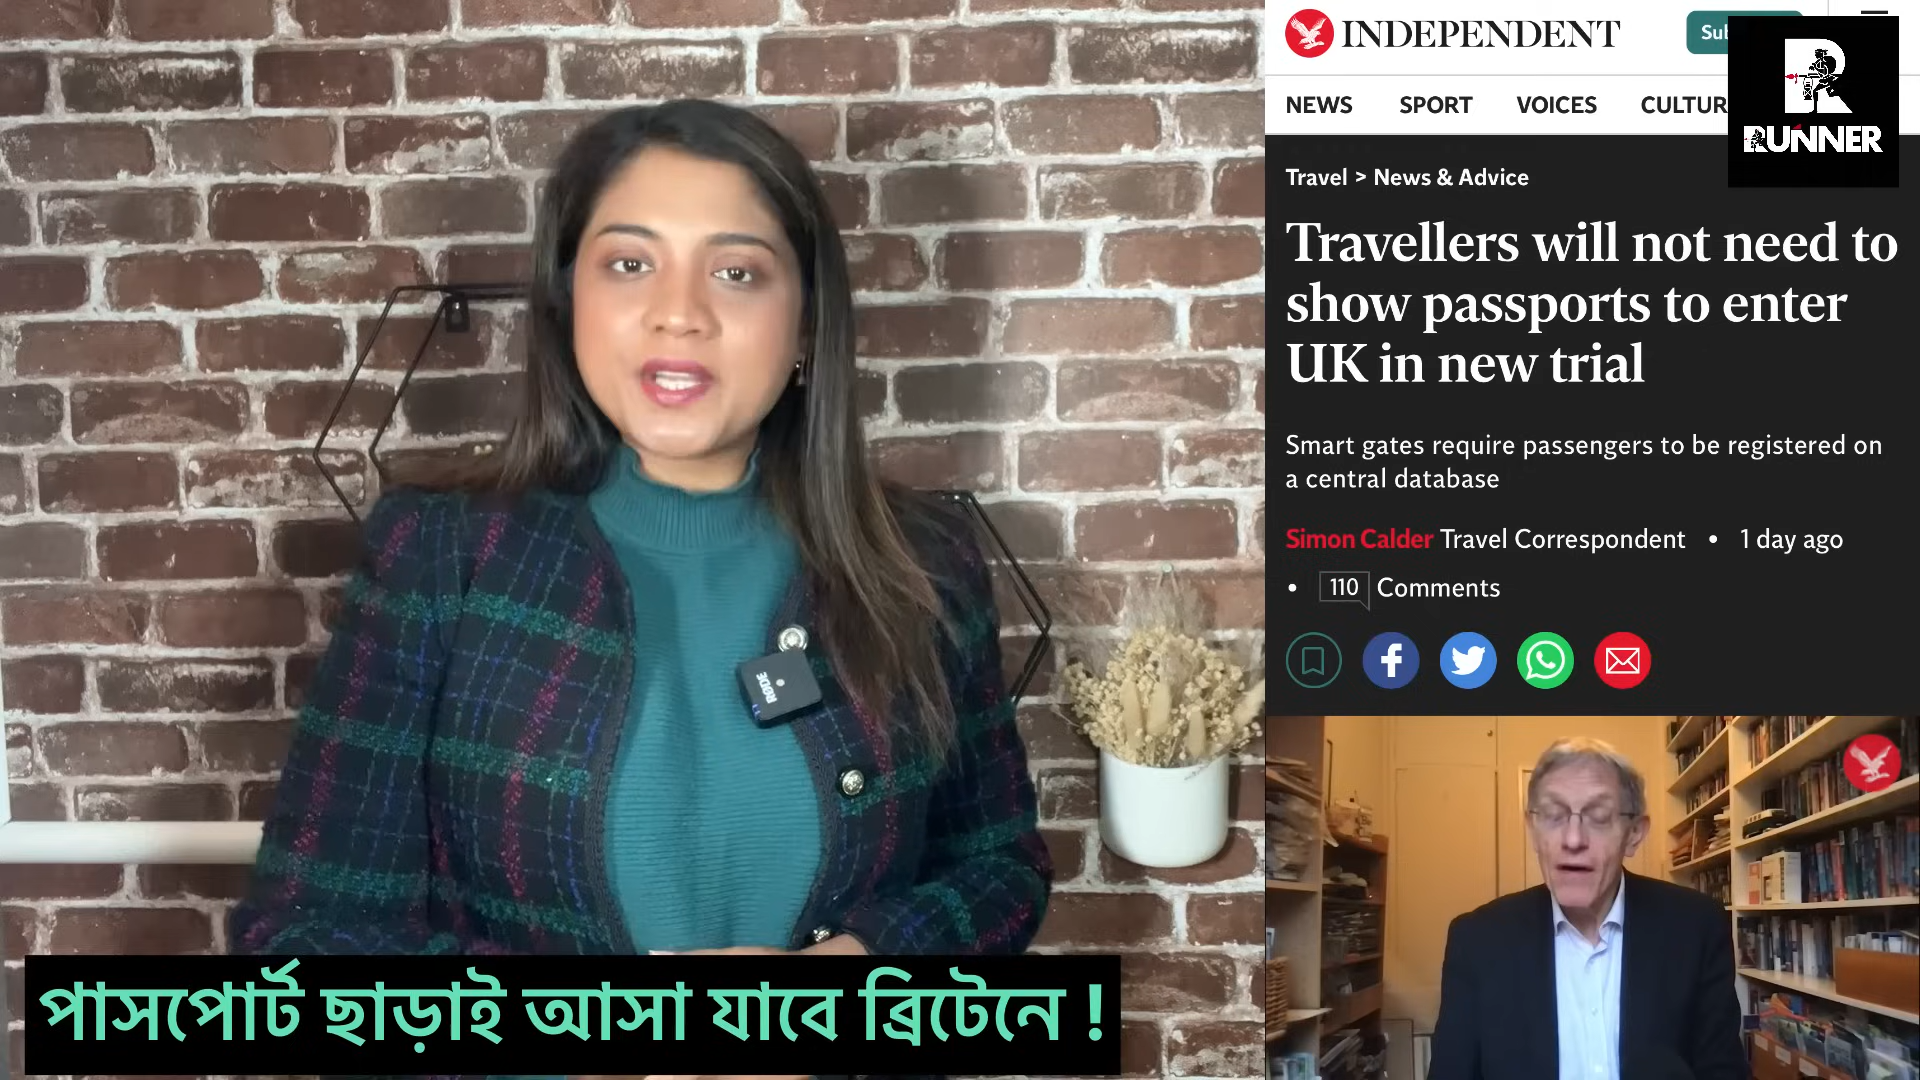 INDEPENDENT
NEWS SPORT VOICES
RUNNER
Travel > News & Advice
Travellers will not need to
show passports to enter
UK in new trial
Smart gates require passengers to be registered on
a central database
Simon Calder Travel Correspondent • 1 day ago
• 110 Comments
RØDE
পাসপোর্ট ছাড়াই আসা যাবে ব্রিটেনে !